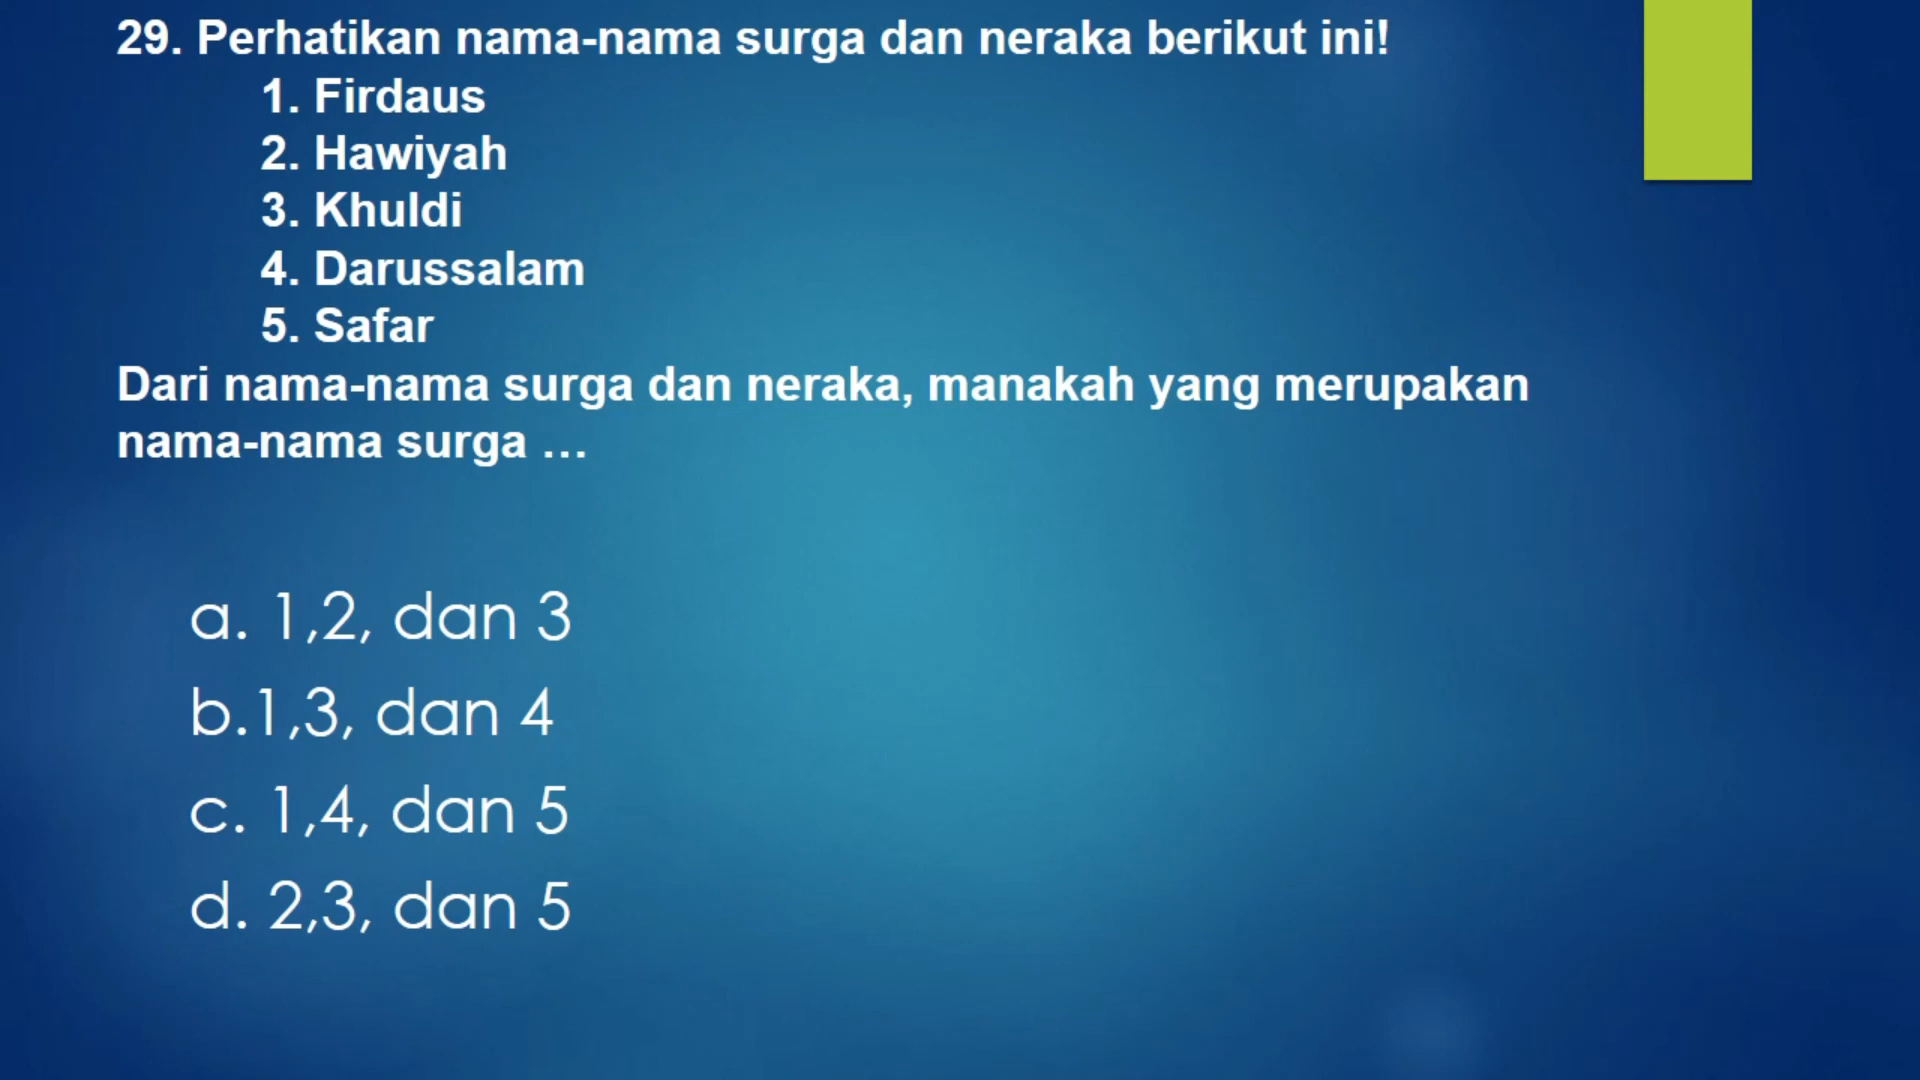 29. Perhatikan nama-nama surga dan neraka berikut ini!
1. Firdaus
2. Hawiyah
3. Khuldi
4. Darussalam
5. Safar
Dari nama-nama surga dan neraka, manakah yang merupakan
nama-nama surga ...
a. 1,2, dan 3
b.1,3, dan 4
c. 1,4, dan 5
d. 2,3, dan 5